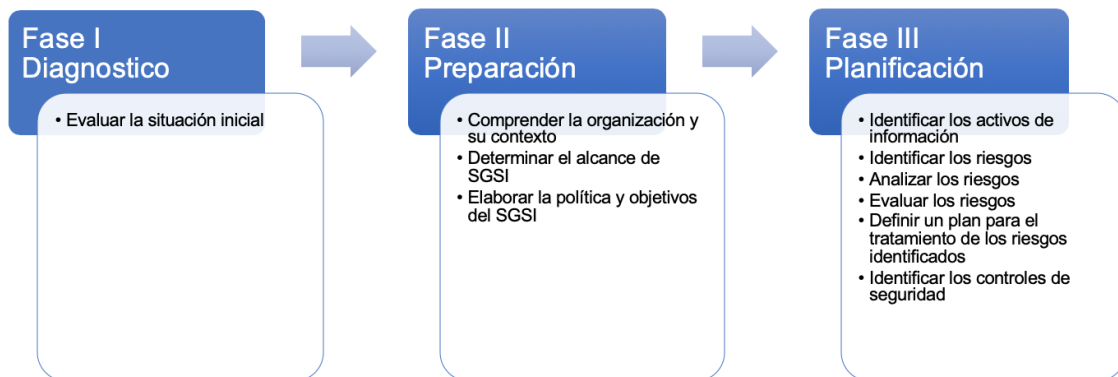 Fase I
Diagnostico
• Evaluar la situación inicial
Fase II
Preparación
• Comprender la organización y
su contexto
• Determinar el alcance de
SGSI
• Elaborar la política y objetivos
del SGSI
Fase III
Planificación
• Identificar los activos de
información
• Identificar los riesgos
• Analizar los riesgos
• Evaluar los riesgos
• Definir un plan para el
tratamiento de los riesgos
identificados
• Identificar los controles de
seguridad